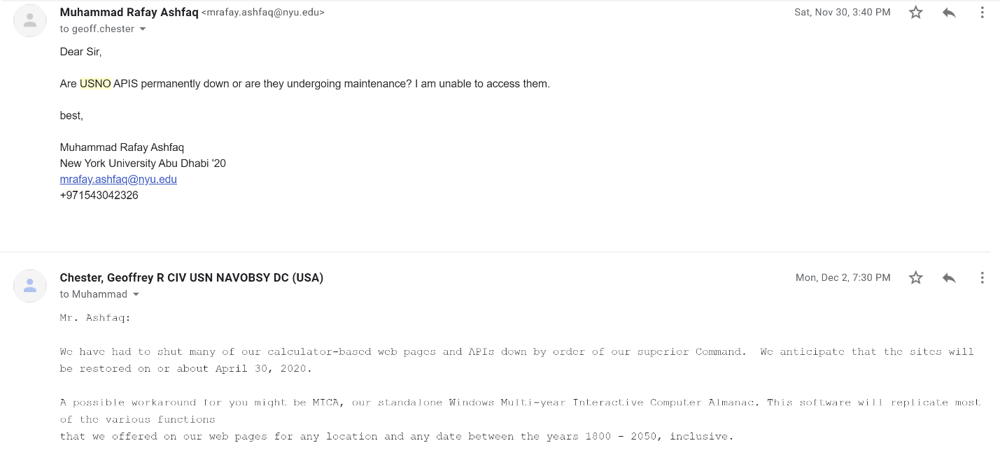 Muhammad Rafay Ashfaq <mrafay.ashfaq@nyu.edu> Sat, Nov 30, 3:40 PM
to geoff.chester
Dear Sir,
Are USNO APIS permanently down or are they undergoing maintenance? I am unable to access them.
best,
Muhammad Rafay Ashfaq
New York University Abu Dhabi '20
mrafay.ashfaq@nyu.edu
+971543042326
Chester, Geoffrey R CIV USN NAVOBSY DC (USA) Mon, Dec 2, 7:30 PM
to Muhammad
Mr. Ashfaq:
We have had to shut many of our calculator-based web pages and APIs down by order of our superior Command.  We anticipate that the sites will
be restored on or about April 30, 2020.
A possible workaround for you might be MICA, our standalone Windows Multi-year Interactive Computer Almanac. This software will replicate most
of the various functions
that we offered on our web pages for any location and any date between the years 1800 - 2050, inclusive.